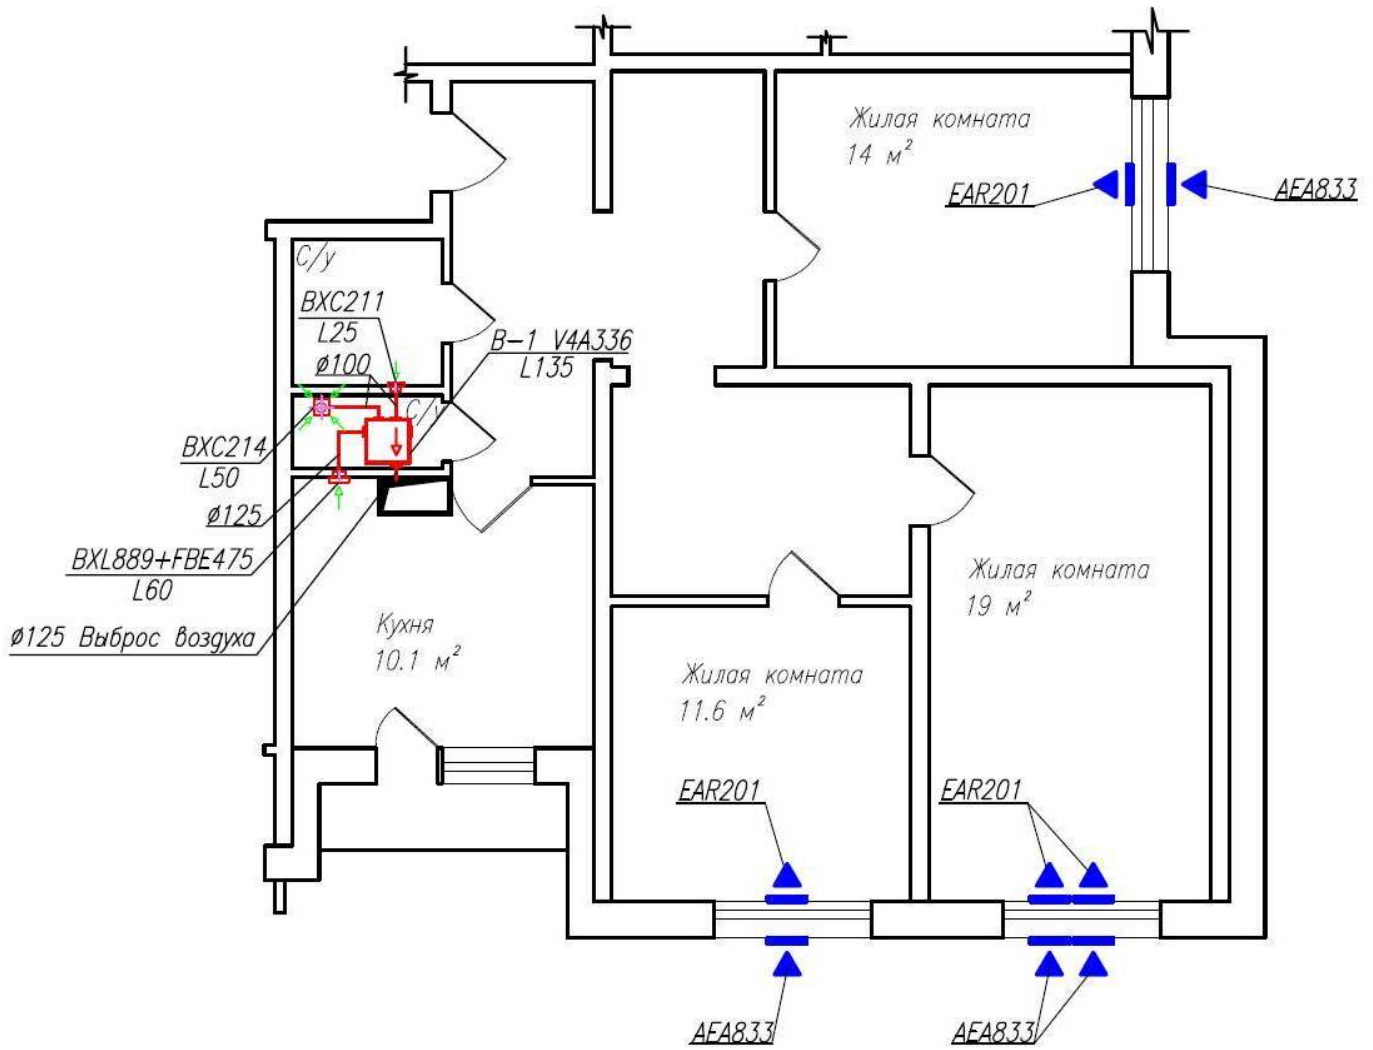 Жилая комната
14 м²
EAR201
AEA833
С/у
BXC211
L25
ø100
В-1 V4A336
L135
С/у
BXC214
L50
ø125
BXL889+FBE475
L60
ø125 Выброс воздуха
Кухня
10.1 м²
Жилая комната
19 м²
Жилая комната
11.6 м²
EAR201
EAR201
AEA833
AEA833